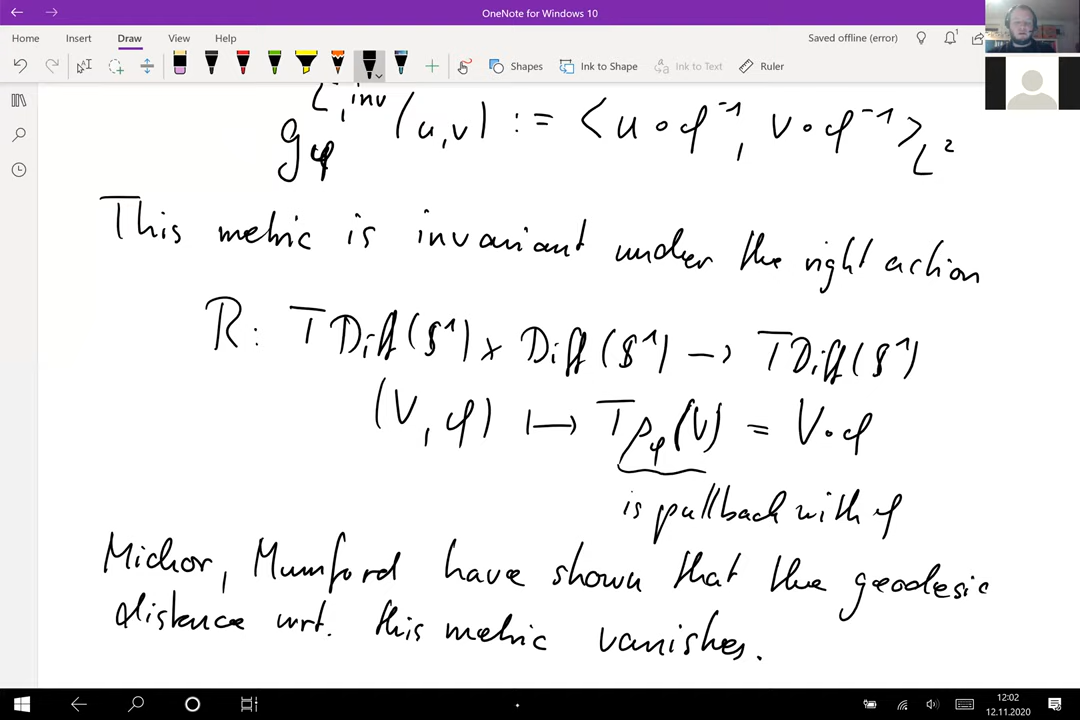 OneNote for Windows 10
Home Insert Draw View Help Saved offline (error)
Shapes Ink to Shape Ink to Text Ruler
g_φ^{L²,inv} (u,v) := <u∘φ⁻¹, v∘φ⁻¹>_{L²}
This metric is invariant under the right action
R: TDiff(S¹) × Diff(S¹) → TDiff(S¹)
(V, φ) ↦ Tρ_φ(V) = V∘φ
is pullback with φ
Michor, Mumford have shown that the geodesic
distance wrt. this metric vanishes.
12:02
12.11.2020